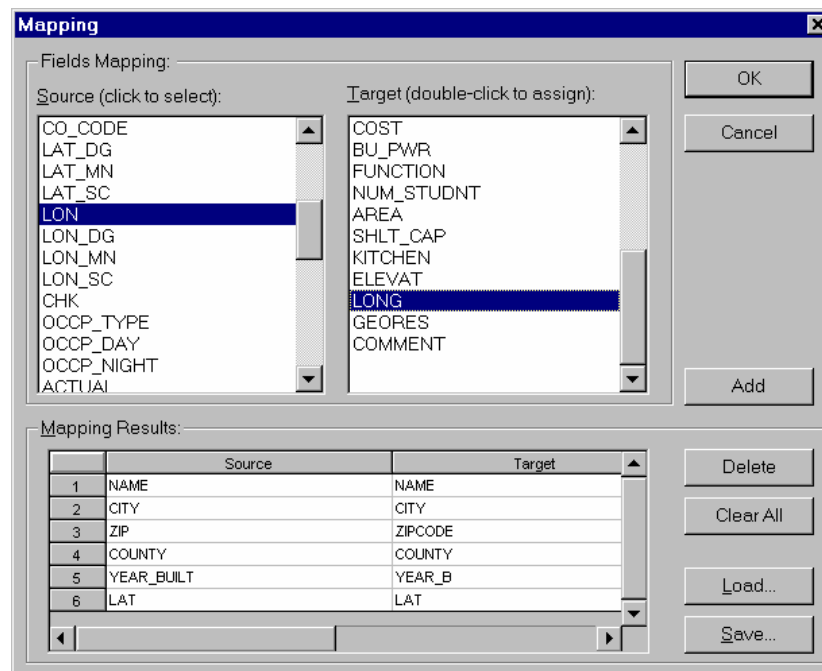 Mapping
Fields Mapping:
Source (click to select):
CO_CODE
LAT_DG
LAT_MN
LAT_SC
LON
LON_DG
LON_MN
LON_SC
CHK
OCCP_TYPE
OCCP_DAY
OCCP_NIGHT
ACTUAL
Target (double-click to assign):
COST
BU_PWR
FUNCTION
NUM_STUDNT
AREA
SHLT_CAP
KITCHEN
ELEVAT
LONG
GEORES
COMMENT
OK
Cancel
Add
Mapping Results:
Source Target
1 NAME NAME
2 CITY CITY
3 ZIP ZIPCODE
4 COUNTY COUNTY
5 YEAR_BUILT YEAR_B
6 LAT LAT
Delete
Clear All
Load...
Save...